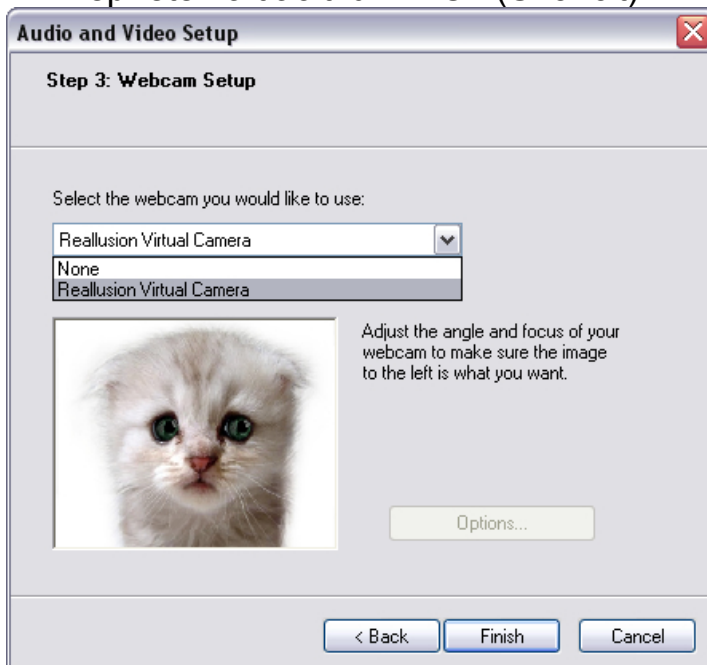 Audio and Video Setup
Step 3: Webcam Setup
Select the webcam you would like to use:
Reallusion Virtual Camera
None
Reallusion Virtual Camera
Adjust the angle and focus of your
webcam to make sure the image
to the left is what you want.
Options...
< Back
Finish
Cancel